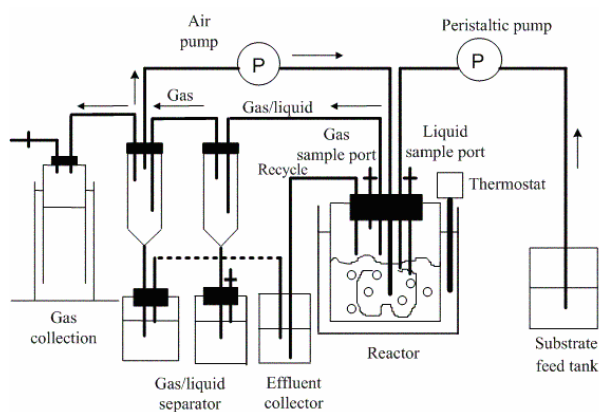 Air
pump
P
Peristaltic pump
P
Gas
Gas/liquid
Gas
sample port
Liquid
sample port
Recycle
Thermostat
Gas
collection
Gas/liquid
separator
Effluent
collector
Reactor
Substrate
feed tank